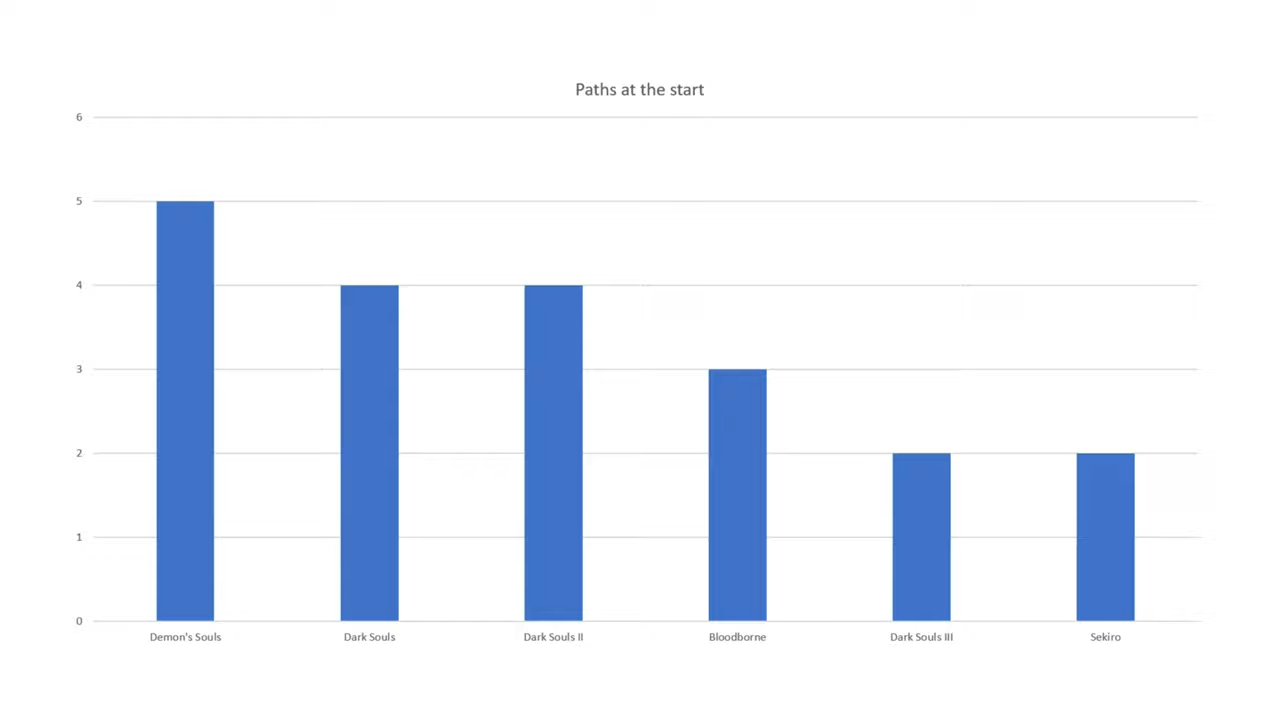 Paths at the start
6
5
4
3
2
1
0
Demon's Souls
Dark Souls
Dark Souls II
Bloodborne
Dark Souls III
Sekiro